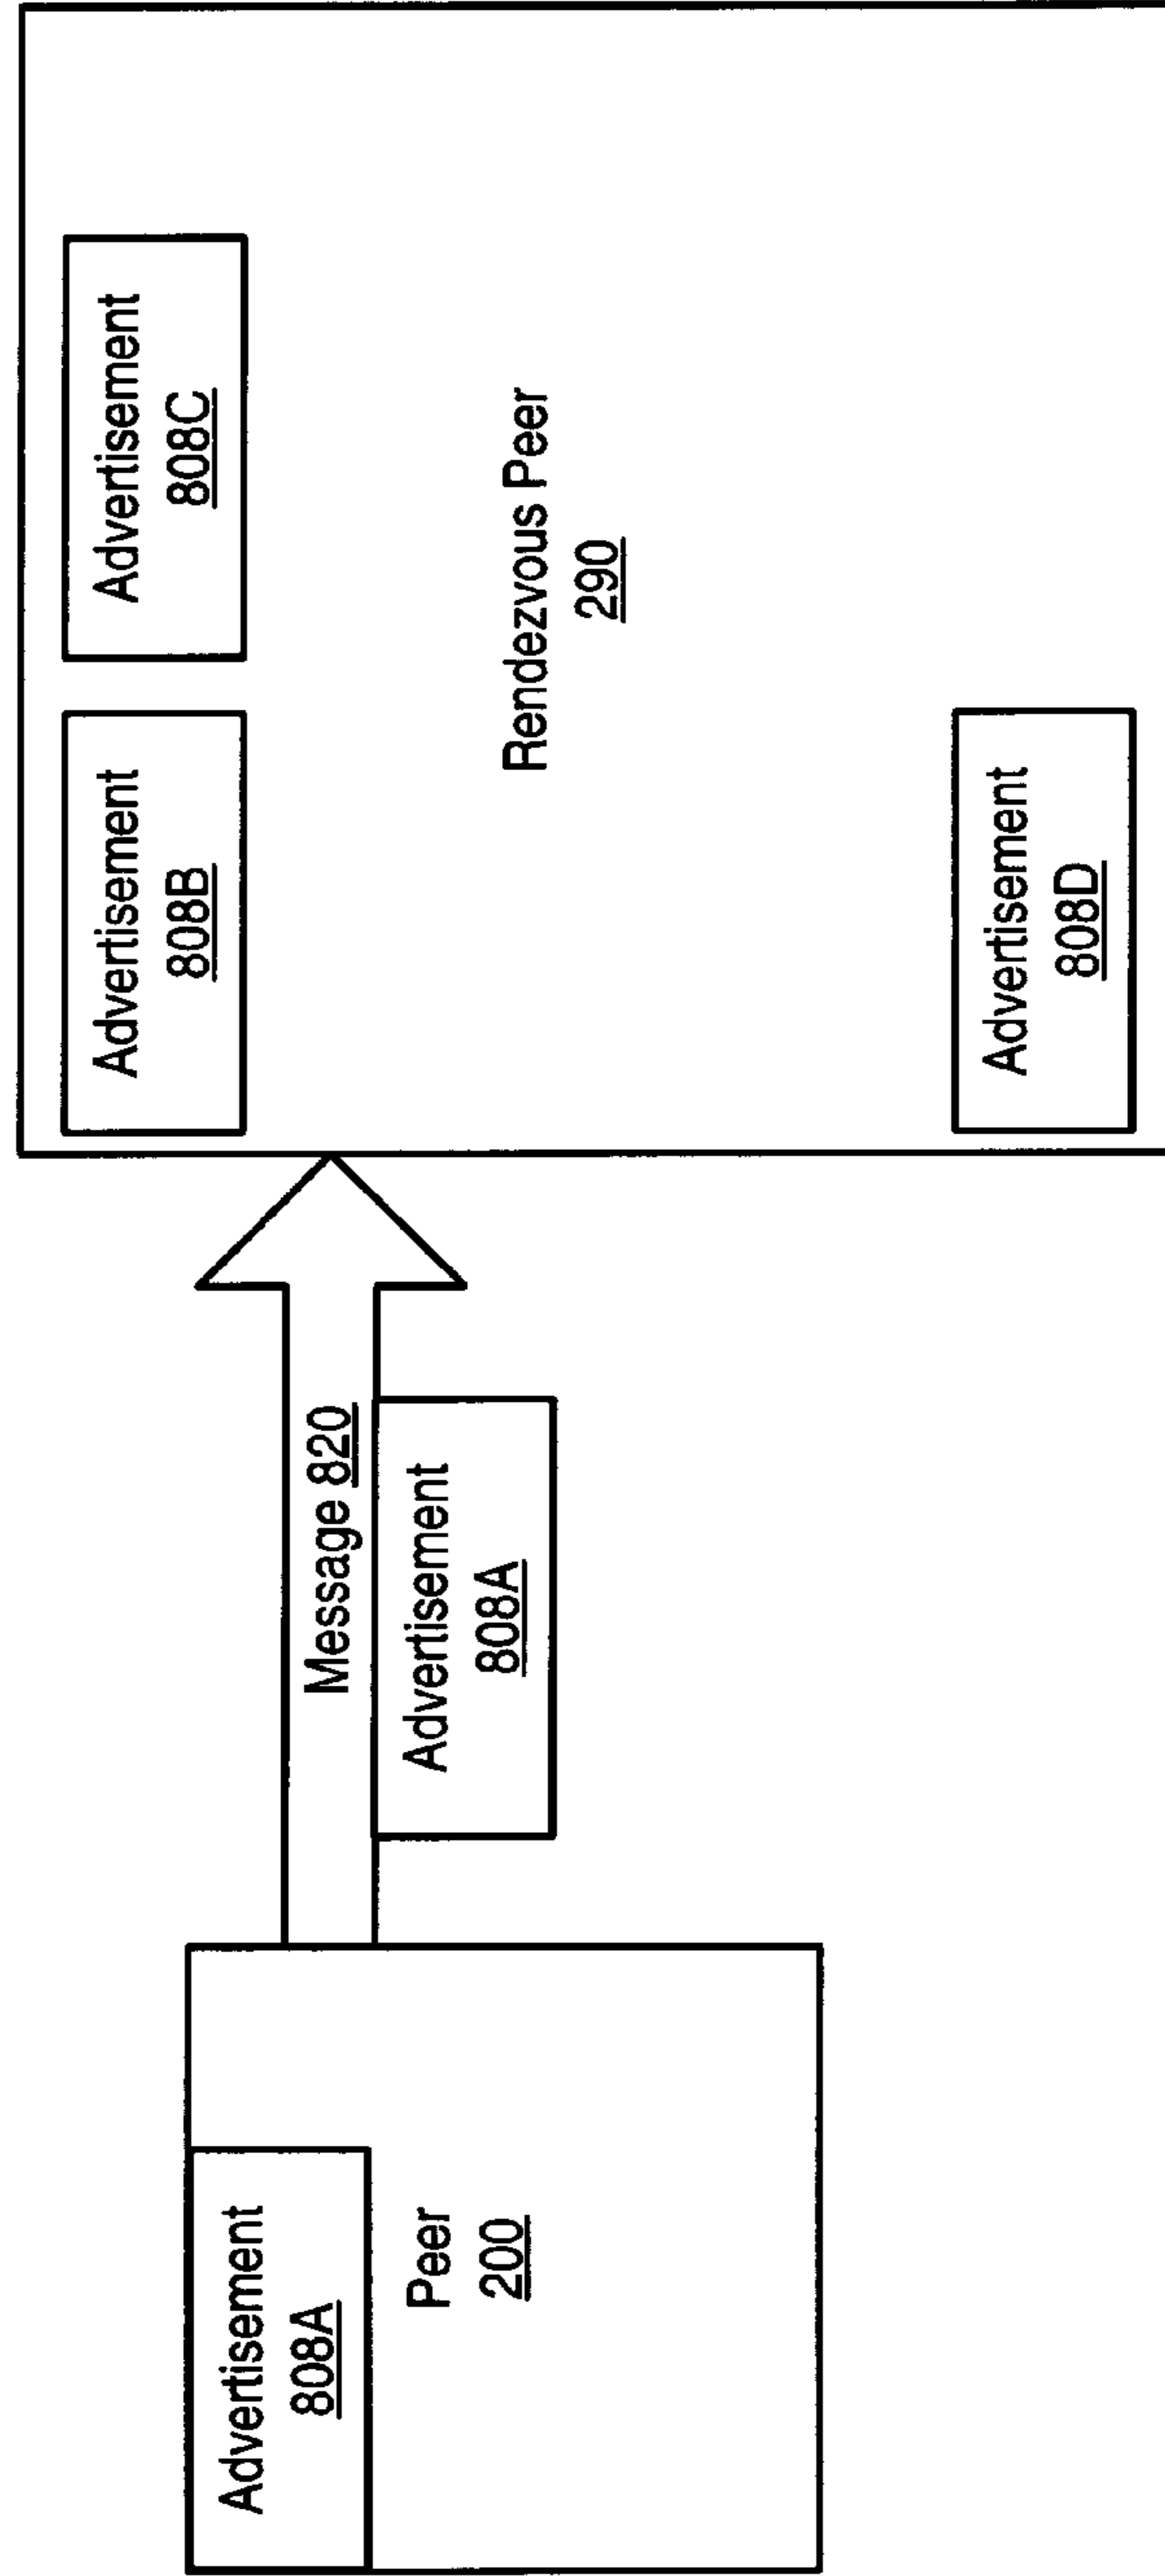 Advertisement
808A
Peer
200
Message 820
Advertisement
808A
Advertisement
808B
Advertisement
808C
Rendezvous Peer
290
Advertisement
808D